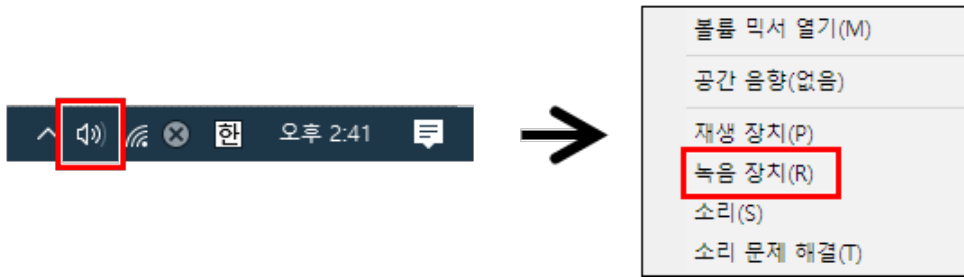 한 오후 2:41
볼륨 믹서 열기(M)
공간 음향(없음)
재생 장치(P)
녹음 장치(R)
소리(S)
소리 문제 해결(T)